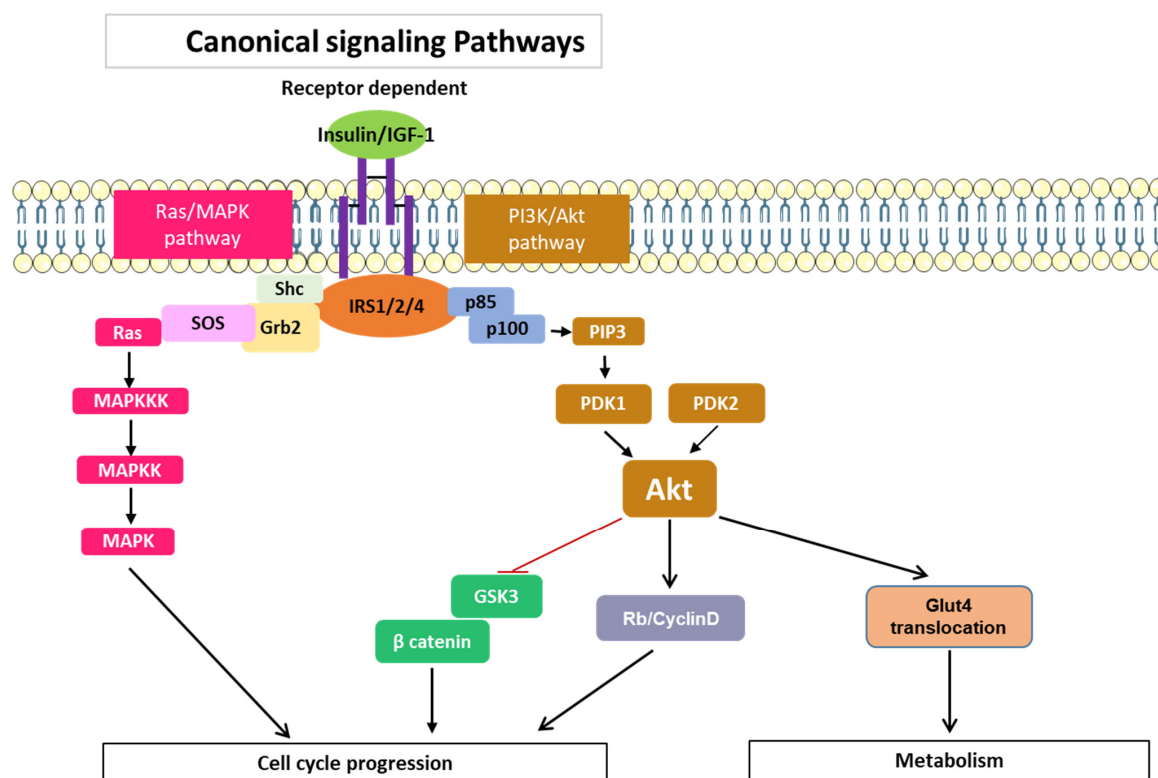 Canonical signaling Pathways
Receptor dependent
Insulin/IGF-1
Ras/MAPK
pathway
PI3K/Akt
pathway
Shc
IRS1/2/4
p85
Ras
SOS
Grb2
p100
PIP3
MAPKKK
PDK1
PDK2
MAPKK
Akt
MAPK
GSK3
Rb/CyclinD
Glut4
translocation
β catenin
Cell cycle progression
Metabolism